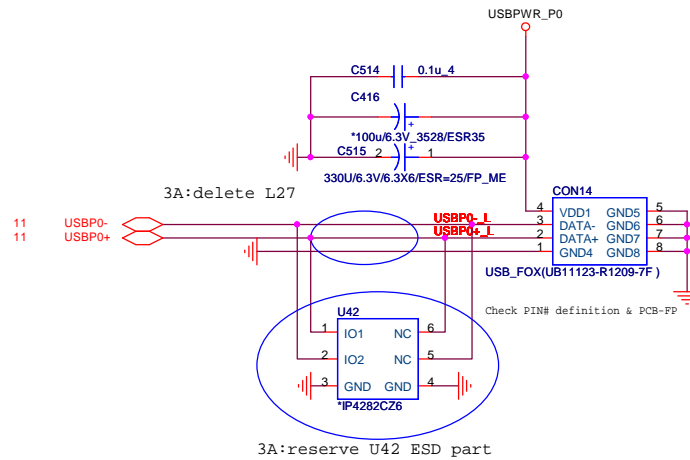 USBPWR_P0
C514 0.1u_4
C416
*100u/6.3V_3528/ESR35
C515 2 1
330U/6.3V/6.3X6/ESR=25/FP_ME
3A:delete L27
CON14
11 USBP0- USBP0-_L 4 VDD1 GND5 5
11 USBP0+ USBP0+_L 3 DATA- GND6 6
2 DATA+ GND7 7
1 GND4 GND8 8
USB_FOX(UB11123-R1209-7F )
Check PIN# definition & PCB-FP
U42
1 IO1 NC 6
2 IO2 NC 5
3 GND GND 4
*IP4282CZ6
3A:reserve U42 ESD part